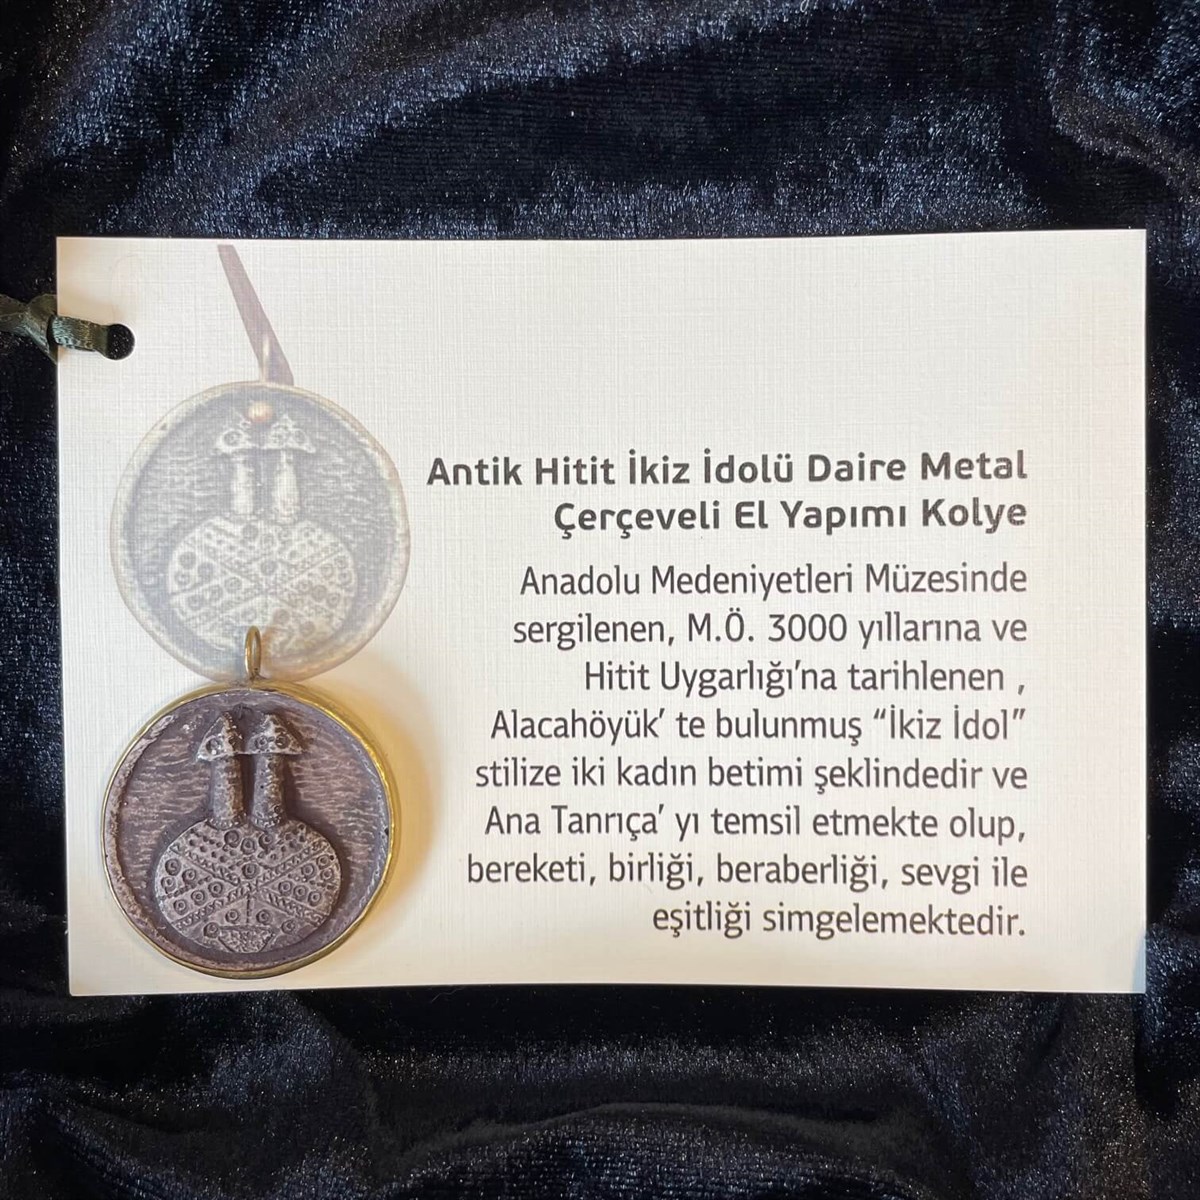 Antik Hitit İkiz İdolü Daire Metal
Çerçeveli El Yapımı Kolye
Anadolu Medeniyetleri Müzesinde
sergilenen, M.Ö. 3000 yıllarına ve
Hitit Uygarlığı’na tarihlenen ,
Alacahöyük’ te bulunmuş “İkiz İdol”
stilize iki kadın betimi şeklindedir ve
Ana Tanrıça’ yı temsil etmekte olup,
bereketi, birliği, beraberliği, sevgi ile
eşitliği simgelemektedir.